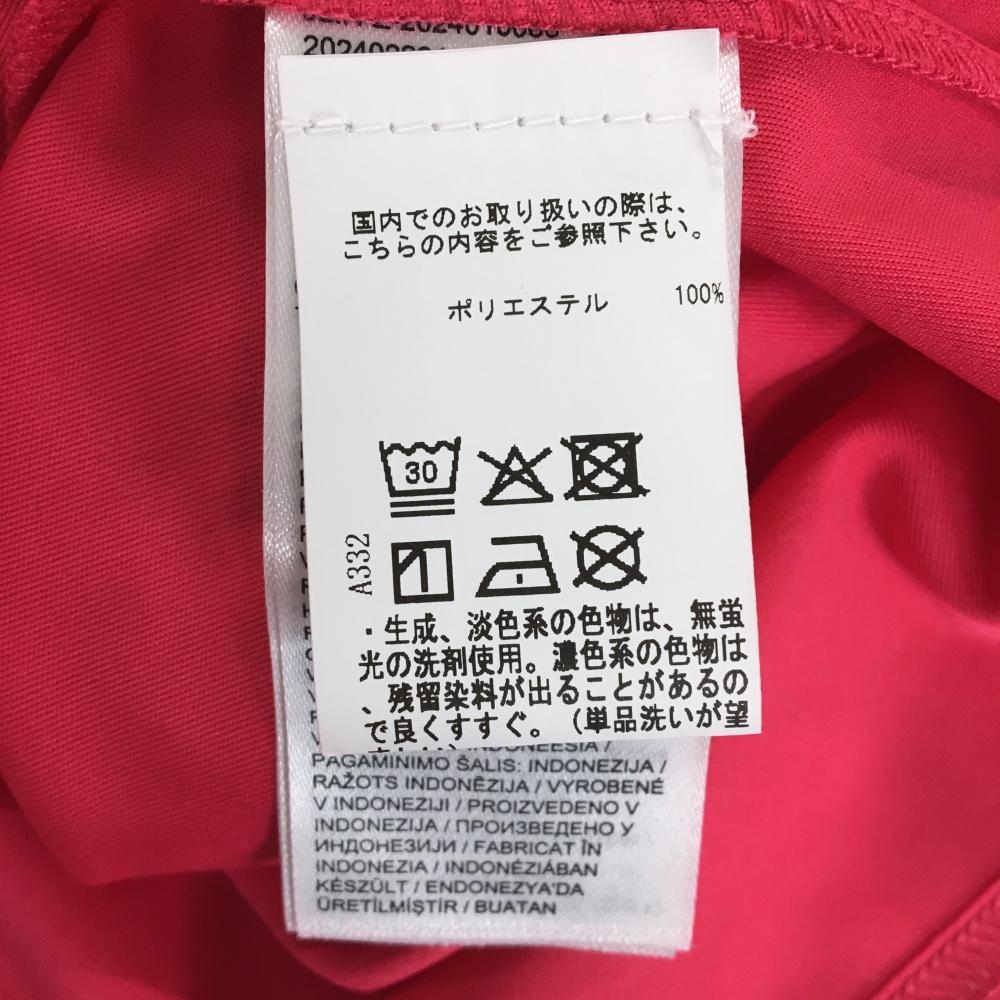 国内でのお取り扱いの際は、
こちらの内容をご参照下さい。
ポリエステル 100%
30
A332
・生成、淡色系の色物は、無蛍
光の洗剤使用。濃色系の色物は
、残留染料が出ることがあるの
で良くすすぐ。（単品洗いが望
INDONEESIA /
PAGAMINIMO ŠALIS: INDONEZIJA /
RAŽOTS INDONĒZIJA / VYROBENÉ
V INDONEZIJI / PROIZVEDENO V
INDONEZIJA / ПРОИЗВЕДЕНО У
ИНДОНЕЗИЈИ / FABRICAT ÎN
INDONEZIA / INDONÉZIÁBAN
KÉSZÜLT / ENDONEZYA'DA
ÜRETİLMİŞTİR / BUATAN